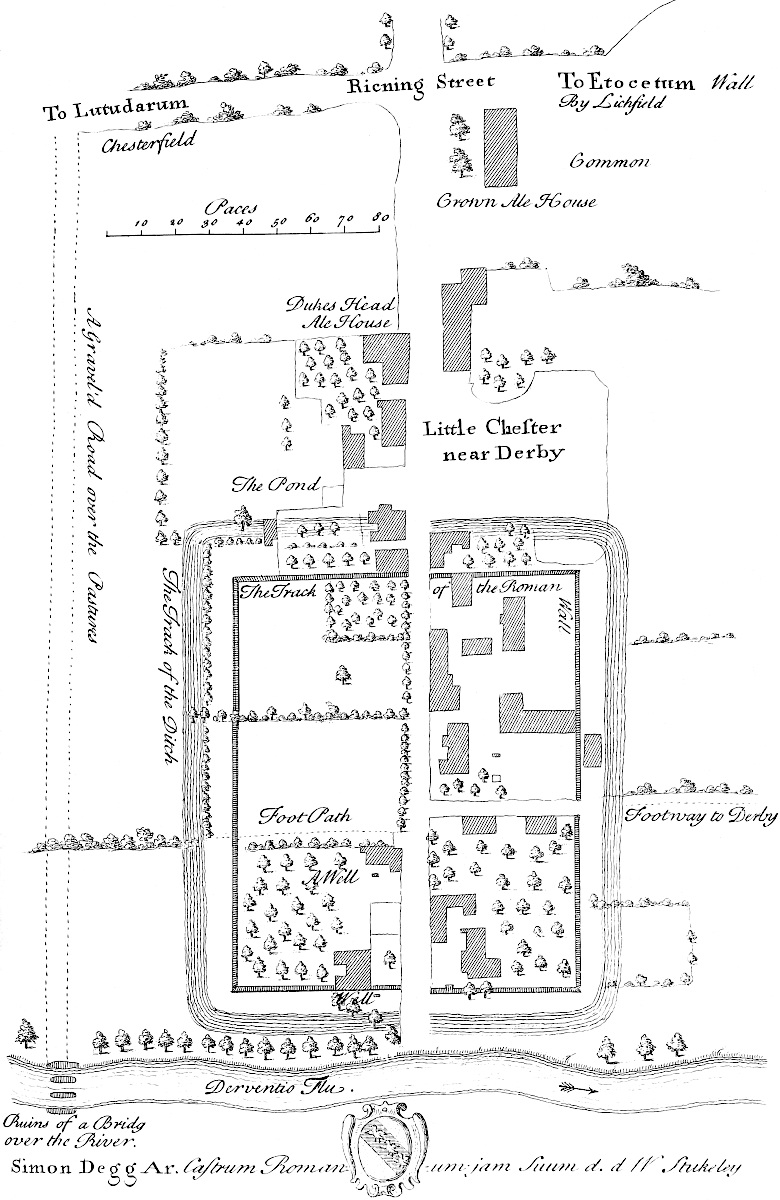 Ricning Street
To Etocetum Wall
By Lichfield
To Lutudarum
Chesterfield
Common
Crown Ale House
Paces
10 20 30 40 50 60 70 80
Dukes Head
Ale House
A Gravel'd Road over the Pastures
Little Chester
near Derby
The Pond
The Track of the Ditch
The Track of the Roman
Wall
Foot Path
Footway to Derby
A Well
Well
Derventio Flu.
Ruins of a Bridg
over the River.
Simon Degg Ar. Castrum Romanum jam Suum d. d W Stukeley